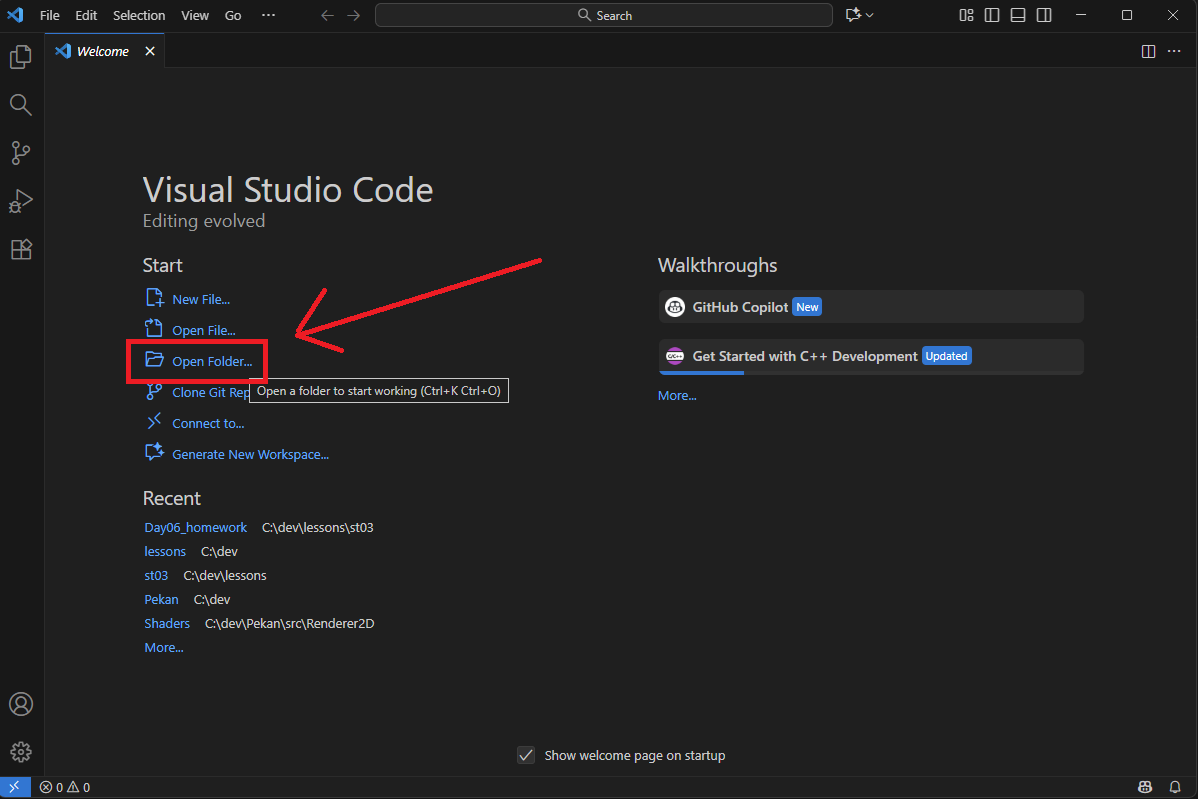 File Edit Selection View Go ··· Search
Welcome
Visual Studio Code
Editing evolved
Start
New File...
Open File...
Open Folder...
Clone Git Rep
Open a folder to start working (Ctrl+K Ctrl+O)
Connect to...
Generate New Workspace...
Recent
Day06_homework C:\dev\lessons\st03
lessons C:\dev
st03 C:\dev\lessons
Pekan C:\dev
Shaders C:\dev\Pekan\src\Renderer2D
More...
Walkthroughs
GitHub Copilot New
C/C++ Get Started with C++ Development Updated
More...
Show welcome page on startup
0 0